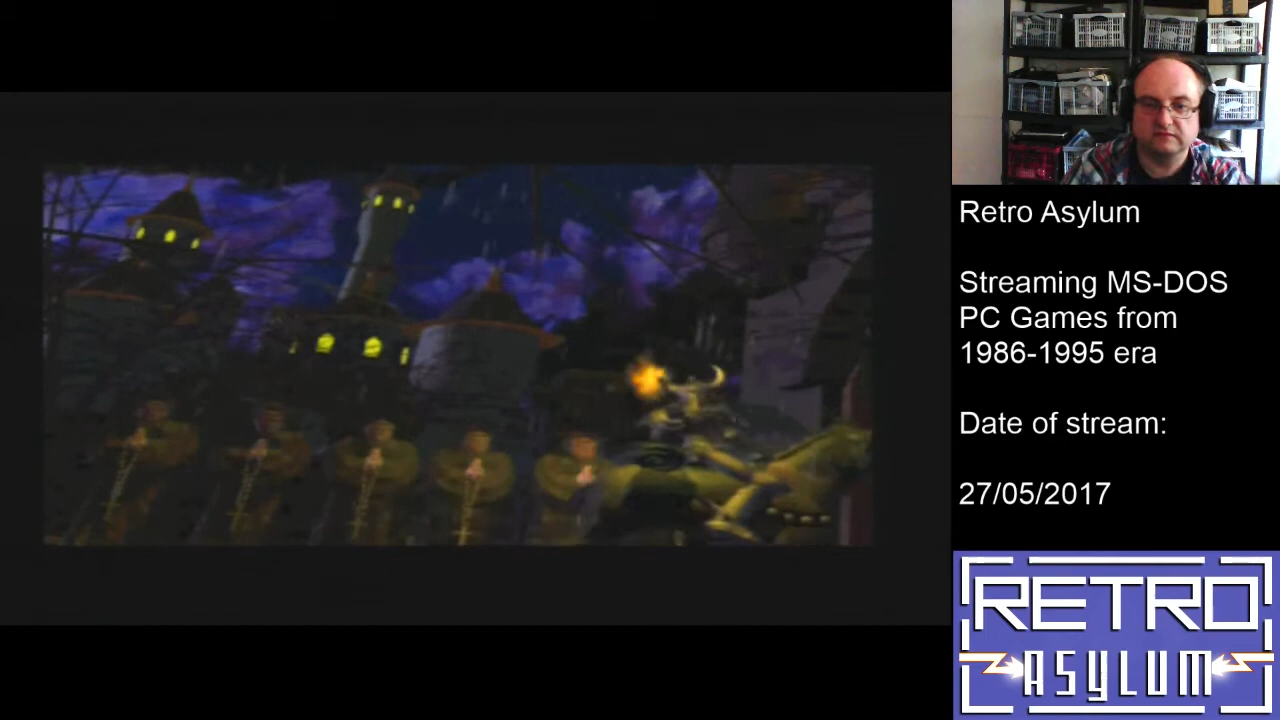 Retro Asylum
Streaming MS-DOS
PC Games from
1986-1995 era
Date of stream:
27/05/2017
RETRO
ASYLUM